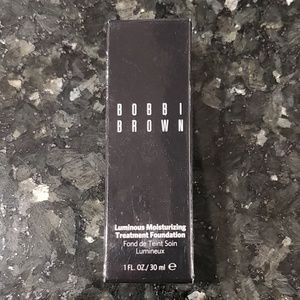 BOBBI
BROWN
Luminous Moisturizing
Treatment Foundation
Fond de Teint Soin
Lumineux
1 FL. OZ./30 ml ℮